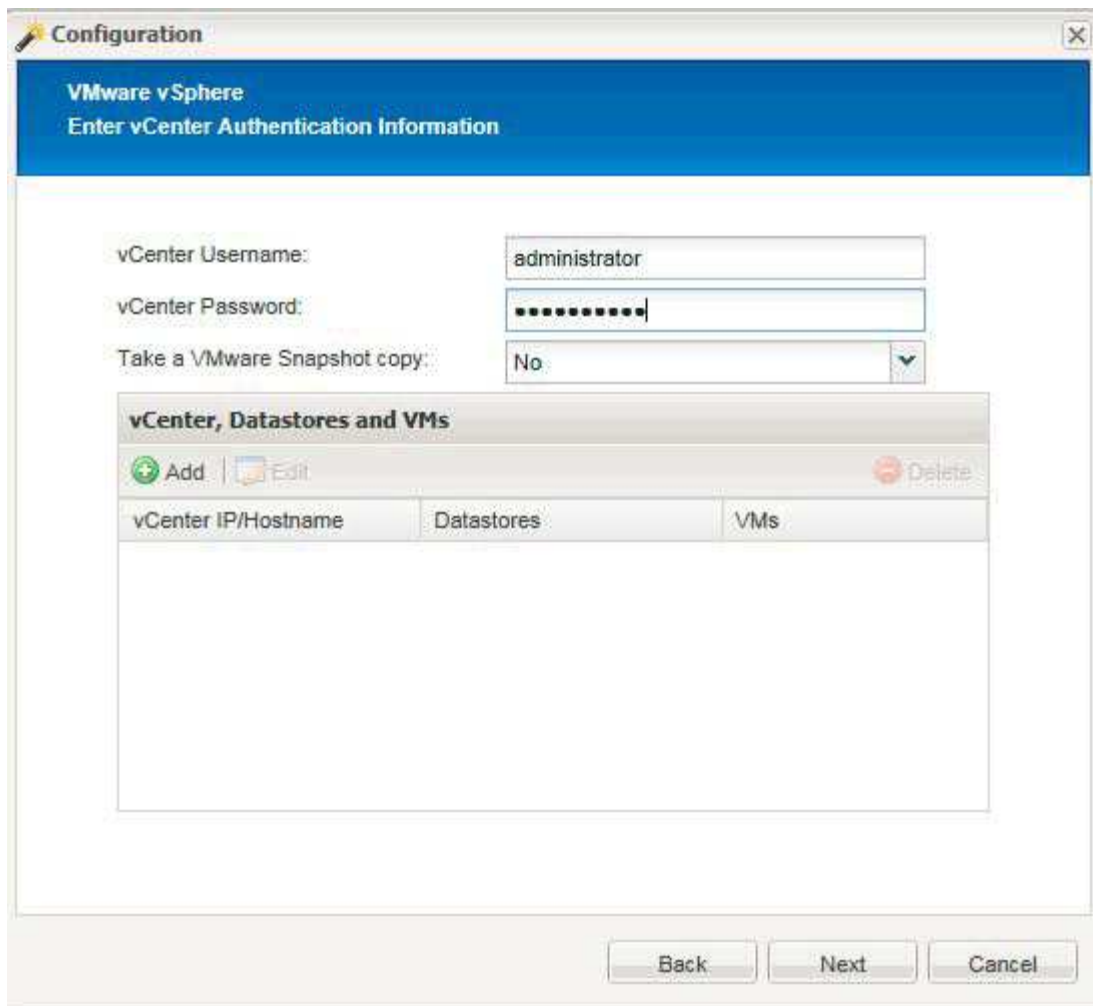 Configuration
VMware vSphere
Enter vCenter Authentication Information
vCenter Username: administrator
vCenter Password: ••••••••••
Take a VMware Snapshot copy: No
vCenter, Datastores and VMs
Add | Edit Delete
vCenter IP/Hostname Datastores VMs
Back Next Cancel